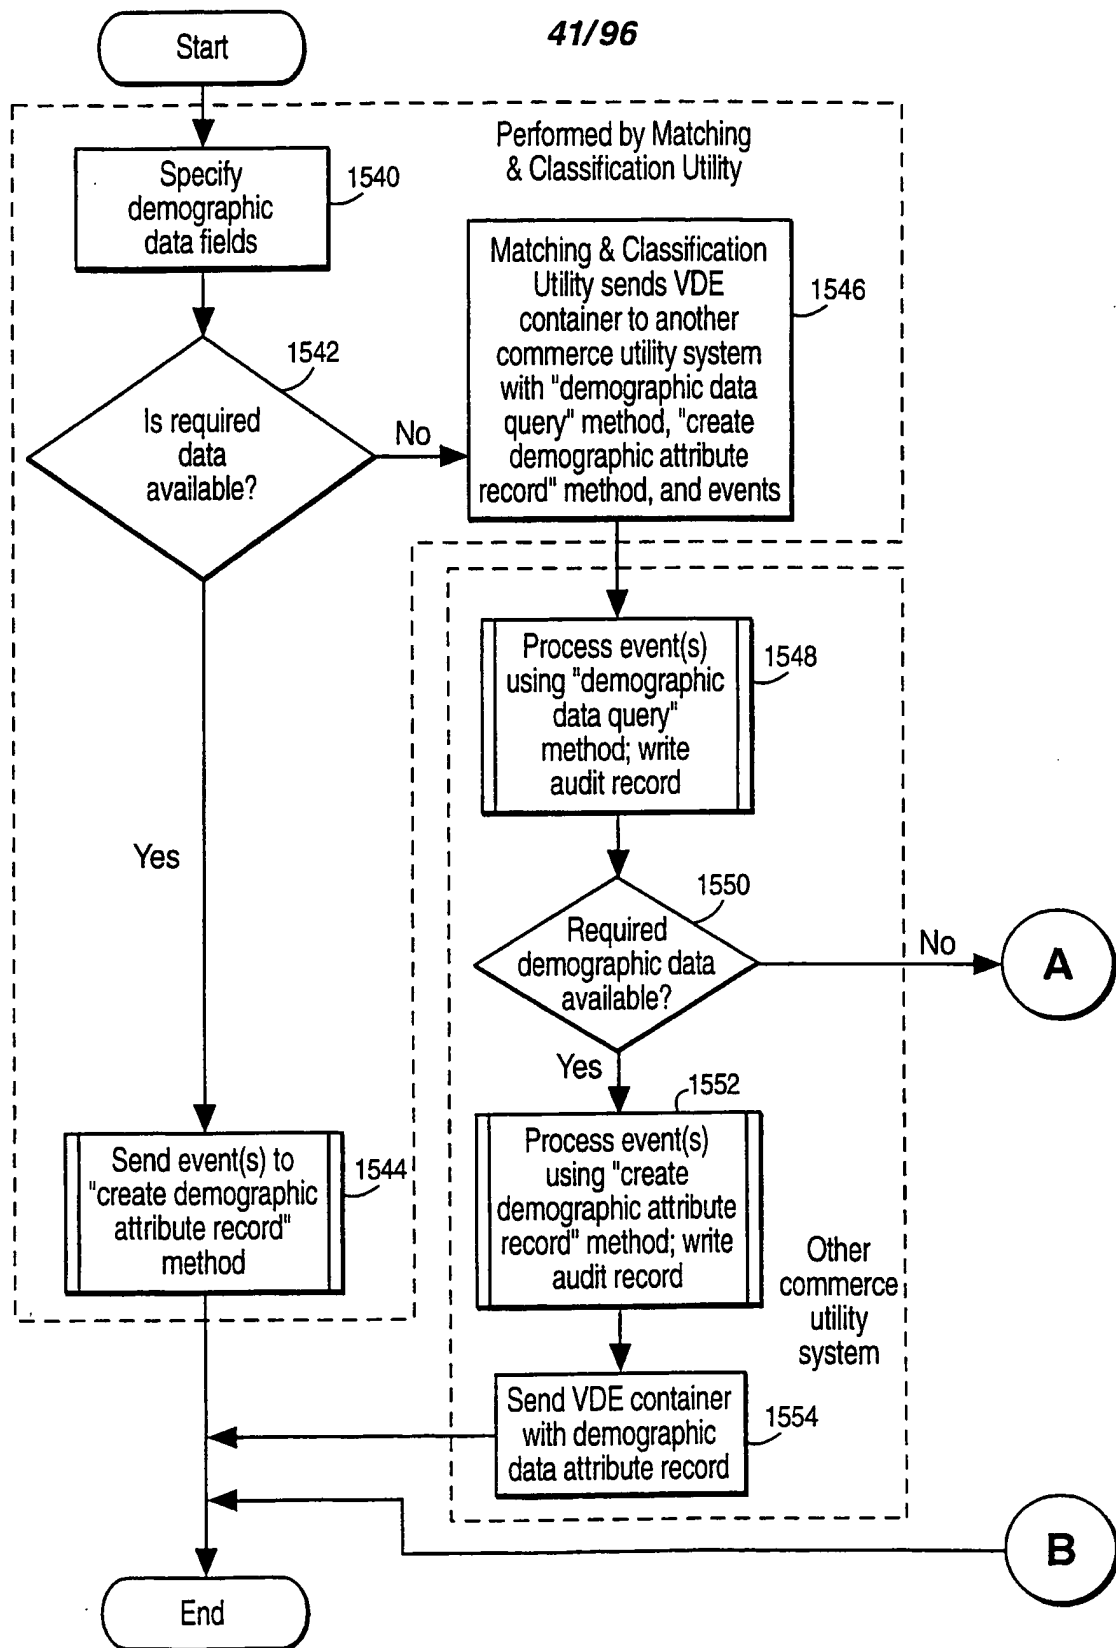 41/96
Start
Performed by Matching
& Classification Utility
Specify
demographic
data fields
1540
Matching & Classification
Utility sends VDE
container to another
commerce utility system
with "demographic data
query" method, "create
demographic attribute
record" method, and events
1546
1542
Is required
data
available?
No
Process event(s)
using "demographic
data query"
method; write
audit record
1548
Yes
1550
Required
demographic data
available?
No
A
Yes
1552
Process event(s)
using "create
demographic attribute
record" method; write
audit record
Send event(s) to
"create demographic
attribute record"
method
1544
Other
commerce
utility
system
Send VDE container
with demographic
data attribute record
1554
B
End